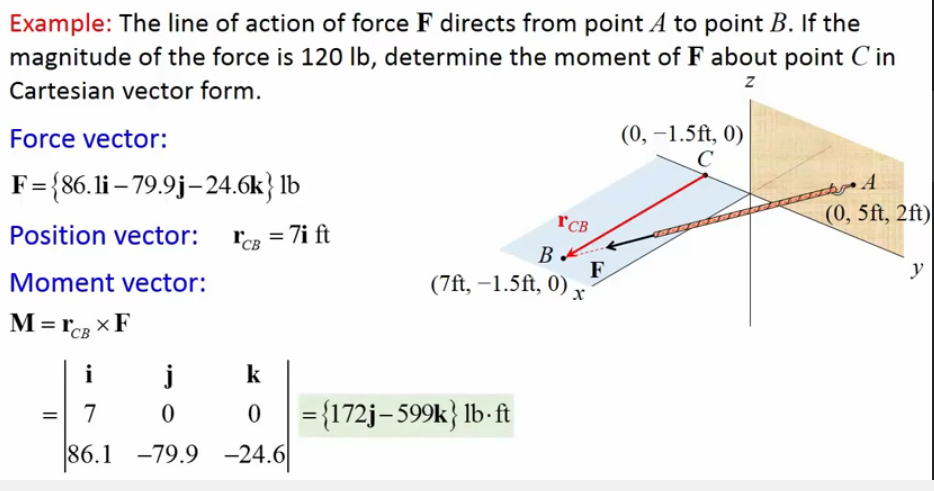 Example: The line of action of force F directs from point A to point B. If the
magnitude of the force is 120 lb, determine the moment of F about point C in
Cartesian vector form.
z
Force vector:
(0, −1.5ft, 0)
C
F = {86.1i − 79.9j − 24.6k} lb
A
(0, 5ft, 2ft)
Position vector: r_CB = 7i ft
r_CB
B
F
y
Moment vector:
(7ft, −1.5ft, 0)
x
M = r_CB × F
i j k
= 7 0 0 = {172j − 599k} lb·ft
86.1 −79.9 −24.6